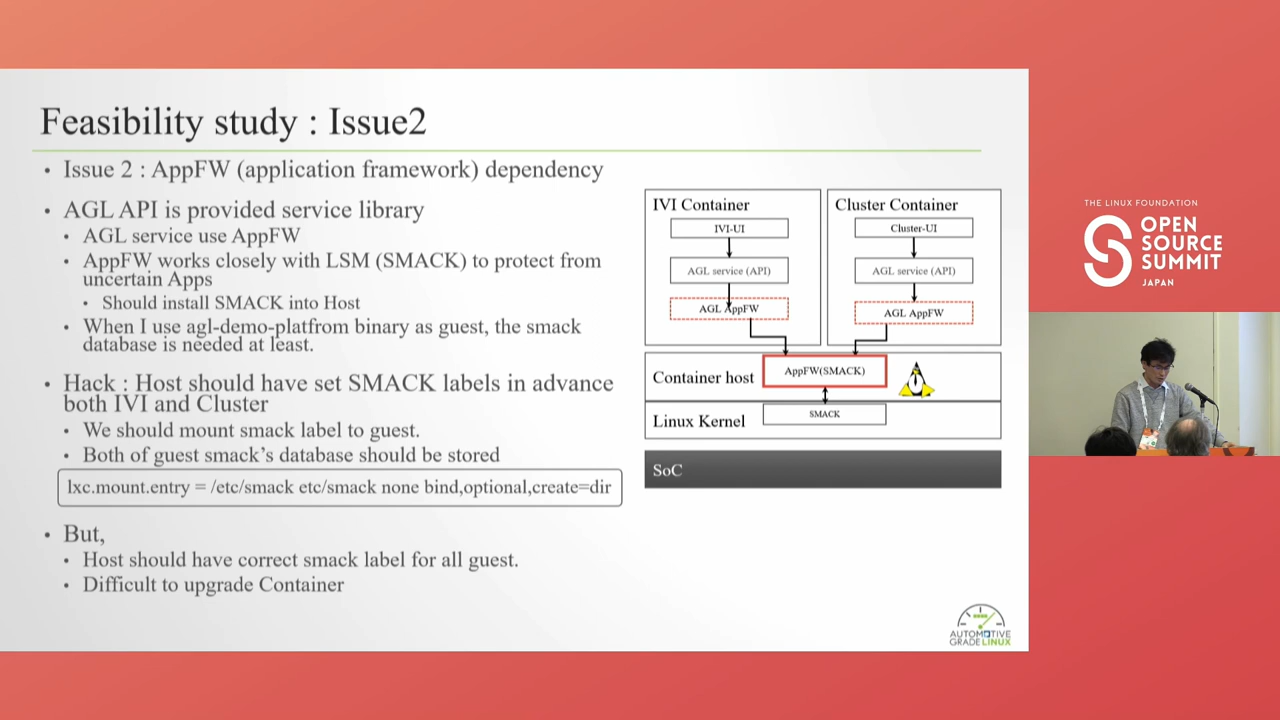 Feasibility study : Issue2
• Issue 2 : AppFW (application framework) dependency
• AGL API is provided service library
• AGL service use AppFW
• AppFW works closely with LSM (SMACK) to protect from
uncertain Apps
• Should install SMACK into Host
• When I use agl-demo-platfrom binary as guest, the smack
database is needed at least.
• Hack : Host should have set SMACK labels in advance
both IVI and Cluster
• We should mount smack label to guest.
• Both of guest smack's database should be stored
lxc.mount.entry = /etc/smack etc/smack none bind,optional,create=dir
• But,
• Host should have correct smack label for all guest.
• Difficult to upgrade Container
IVI Container
IVI-UI
AGL service (API)
AGL AppFW
Cluster Container
Cluster-UI
AGL service (API)
AGL AppFW
Container host
AppFW(SMACK)
Linux Kernel
SMACK
SoC
AUTOMOTIVE
GRADE LINUX
THE LINUX FOUNDATION
OPEN
SOURCE
SUMMIT
JAPAN